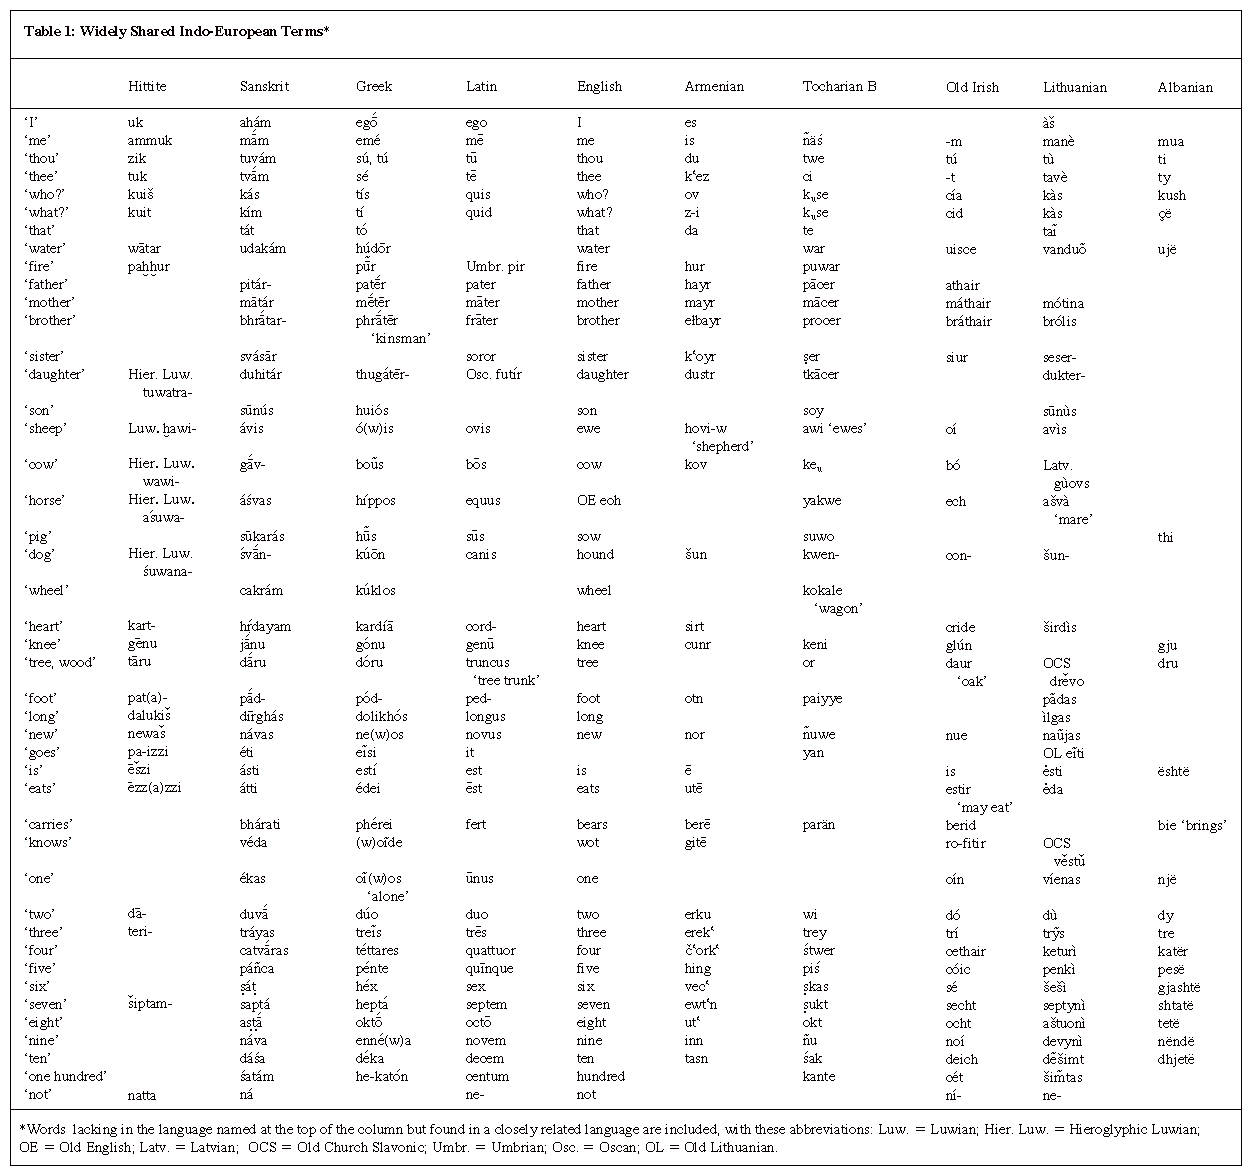 Table 1: Widely Shared Indo-European Terms*
Hittite Sanskrit Greek Latin English Armenian Tocharian B Old Irish Lithuanian Albanian
‘I’ uk ahám egṓ ego I es àš
‘me’ ammuk mā́m emé mē me is ñäś -m manè mua
‘thou’ zik tuvám sú, tú tū thou du twe tú tù ti
‘thee’ tuk tvā́m sé tē thee k‘ez ci -t tavè ty
‘who?’ kuiš kás tís quis who? ov kᵤse cía kàs kush
‘what?’ kuit kím tí quid what? z-i kᵤse cid kàs çë
‘that’ tát tó that da te taĩ
‘water’ wātar udakám húdōr water war uisce vanduõ ujë
‘fire’ paḫḫur pū̃r Umbr. pir fire hur puwar
‘father’ pitár- patḗr pater father hayr pācer athair
‘mother’ mātár mḗtēr māter mother mayr mācer máthair mótina
‘brother’ bhrā́tar- phrā́tēr frāter brother ełbayr procer bráthair brólis
‘kinsman’
‘sister’ svásār soror sister k‘oyr ṣer siur seser-
‘daughter’ Hier. Luw. duhitár thugátēr- Osc. futír daughter dustr tkācer dukter-
tuwatra-
‘son’ sūnús huiós son soy sūnùs
‘sheep’ Luw. ḫawi- ávis ó(w)is ovis ewe hovi-w awi ‘ewes’ oí avìs
‘shepherd’
‘cow’ Hier. Luw. gā́v- boũs bōs cow kov keᵤ bó Latv.
wawi- gùovs
‘horse’ Hier. Luw. áśvas híppos equus OE eoh yakwe ech ašvà
aśuwa- ‘mare’
‘pig’ sūkarás hū̃s sūs sow suwo thi
‘dog’ Hier. Luw. śvā́n- kúōn canis hound šun kwen- con- šun-
śuwana-
‘wheel’ cakrám kúklos wheel kokale
‘wagon’
‘heart’ kart- hŕ̥dayam kardíā cord- heart sirt cride širdìs
‘knee’ gēnu jā́nu gónu genū knee cunr keni glún gju
‘tree, wood’ tāru dā́ru dóru truncus tree or daur OCS dru
‘tree trunk’ ‘oak’ drěvo
‘foot’ pat(a)- pā́d- pód- ped- foot otn paiyye pãdas
‘long’ dalukiš dīrghás dolikhós longus long ìlgas
‘new’ newaš návas ne(w)os novus new nor ñuwe nue naũjas
‘goes’ pa-izzi éti eĩsi it yan OL eĩti
‘is’ ēšzi ásti estí est is ē is ė́sti është
‘eats’ ēzz(a)zzi átti édei ēst eats utē estir ė́da
‘may eat’
‘carries’ bhárati phérei fert bears berē parän berid bie ‘brings’
‘knows’ véda (w)oĩde wot gitē ro-fitir OCS
věstŭ
‘one’ ékas oĩ(w)os ūnus one oín víenas një
‘alone’
‘two’ dā- duvā́ dúo duo two erku wi dó dù dy
‘three’ teri- tráyas treĩs trēs three erek‘ trey trí trỹs tre
‘four’ catvā́ras téttares quattuor four č‘ork‘ śtwer cethair keturì katër
‘five’ páñca pénte quīnque five hing piś cóic penkì pesë
‘six’ ṣáṭ héx sex six vec‘ ṣkas sé šešì gjashtë
‘seven’ šiptam- saptá heptá septem seven ewt‘n ṣukt secht septynì shtatë
‘eight’ aṣṭā́ oktṓ octō eight ut‘ okt ocht aštuonì tetë
‘nine’ náva enné(w)a novem nine inn ñu noí devynì nëndë
‘ten’ dáśa déka decem ten tasn śak deich dẽšimt dhjetë
‘one hundred’ śatám he-katón centum hundred kante cét šim̃tas
‘not’ natta ná ne- not ní- ne-
*Words lacking in the language named at the top of the column but found in a closely related language are included, with these abbreviations: Luw. = Luwian; Hier. Luw. = Hieroglyphic Luwian;
OE = Old English; Latv. = Latvian; OCS = Old Church Slavonic; Umbr. = Umbrian; Osc. = Oscan; OL = Old Lithuanian.